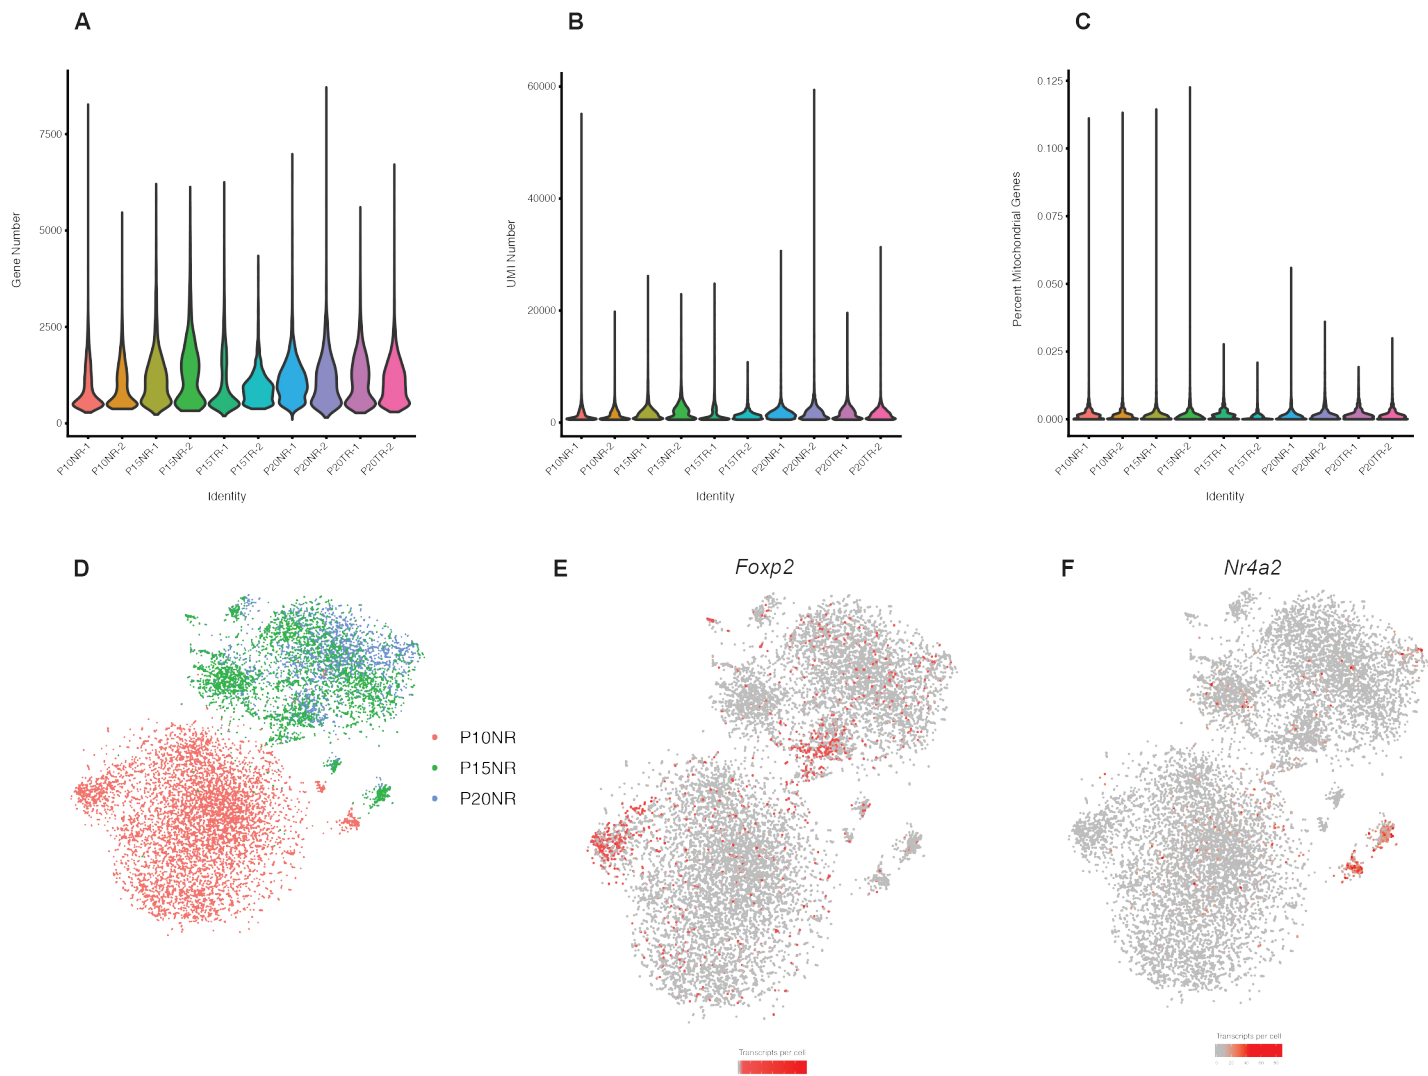 A
B
C
Gene Number
7500
5000
2500
0
P10NR-1
P10NR-2
P15NR-1
P15NR-2
P15TR-1
P15TR-2
P20NR-1
P20NR-2
P20TR-1
P20TR-2
Identity
UMI Number
60000
40000
20000
0
P10NR-1
P10NR-2
P15NR-1
P15NR-2
P15TR-1
P15TR-2
P20NR-1
P20NR-2
P20TR-1
P20TR-2
Identity
Percent Mitochondrial Genes
0.125
0.100
0.075
0.050
0.025
0.000
P10NR-1
P10NR-2
P15NR-1
P15NR-2
P15TR-1
P15TR-2
P20NR-1
P20NR-2
P20TR-1
P20TR-2
Identity
D
P10NR
P15NR
P20NR
E
Foxp2
Transcripts per cell
F
Nr4a2
Transcripts per cell
0 20 40 60 80